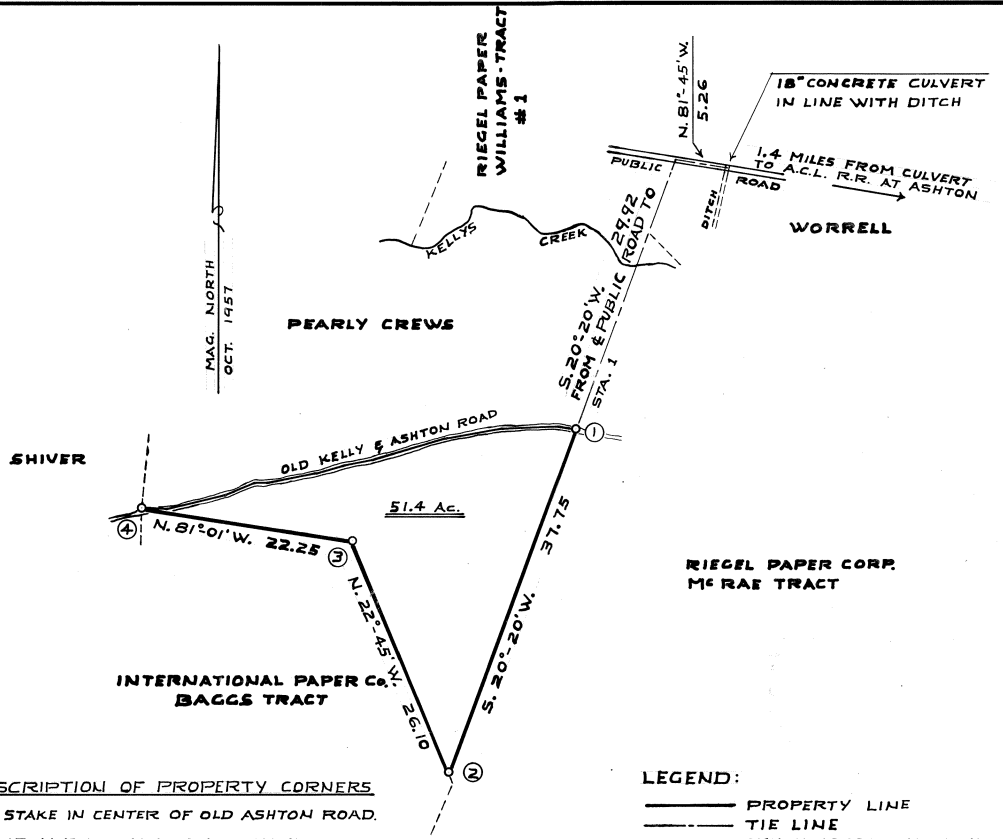 RIEGEL PAPER
WILLIAMS-TRACT
#1
N. 81°-45'W.
5.26
18" CONCRETE CULVERT
IN LINE WITH DITCH
PUBLIC ROAD
1.4 MILES FROM CULVERT
TO A.C.L. R.R. AT ASHTON
DITCH
WORRELL
KELLYS CREEK
S. 20°-20'W. 29.92
FROM ℄ PUBLIC ROAD TO
STA. 1
MAG. NORTH
OCT. 1957
PEARLY CREWS
OLD KELLY & ASHTON ROAD
1
SHIVER
51.4 Ac.
4
N. 81°-01'W. 22.25
3
S. 20°-20'W. 37.75
RIEGEL PAPER CORP.
McRAE TRACT
N. 22°-45'W. 26.10
INTERNATIONAL PAPER Co.
BAGGS TRACT
2
SCRIPTION OF PROPERTY CORNERS
STAKE IN CENTER OF OLD ASHTON ROAD.
LEGEND:
PROPERTY LINE
TIE LINE